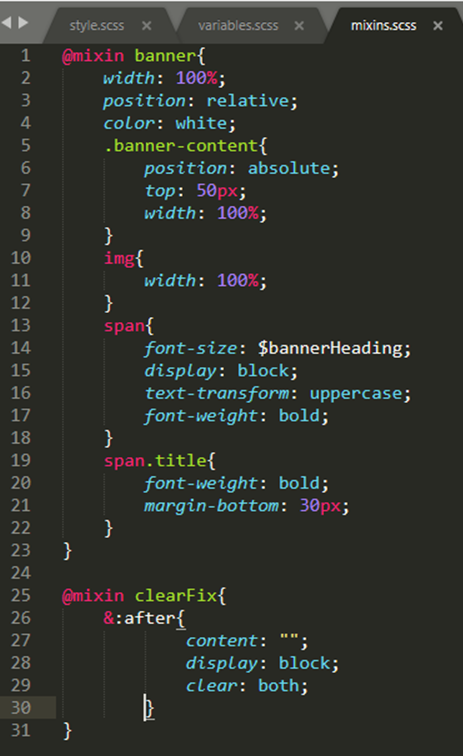 style.scss × variables.scss × mixins.scss ×
1 @mixin banner{
2     width: 100%;
3     position: relative;
4     color: white;
5     .banner-content{
6         position: absolute;
7         top: 50px;
8         width: 100%;
9     }
10     img{
11         width: 100%;
12     }
13     span{
14         font-size: $bannerHeading;
15         display: block;
16         text-transform: uppercase;
17         font-weight: bold;
18     }
19     span.title{
20         font-weight: bold;
21         margin-bottom: 30px;
22     }
23 }
24
25 @mixin clearFix{
26     &:after{
27             content: "";
28             display: block;
29             clear: both;
30         }
31 }